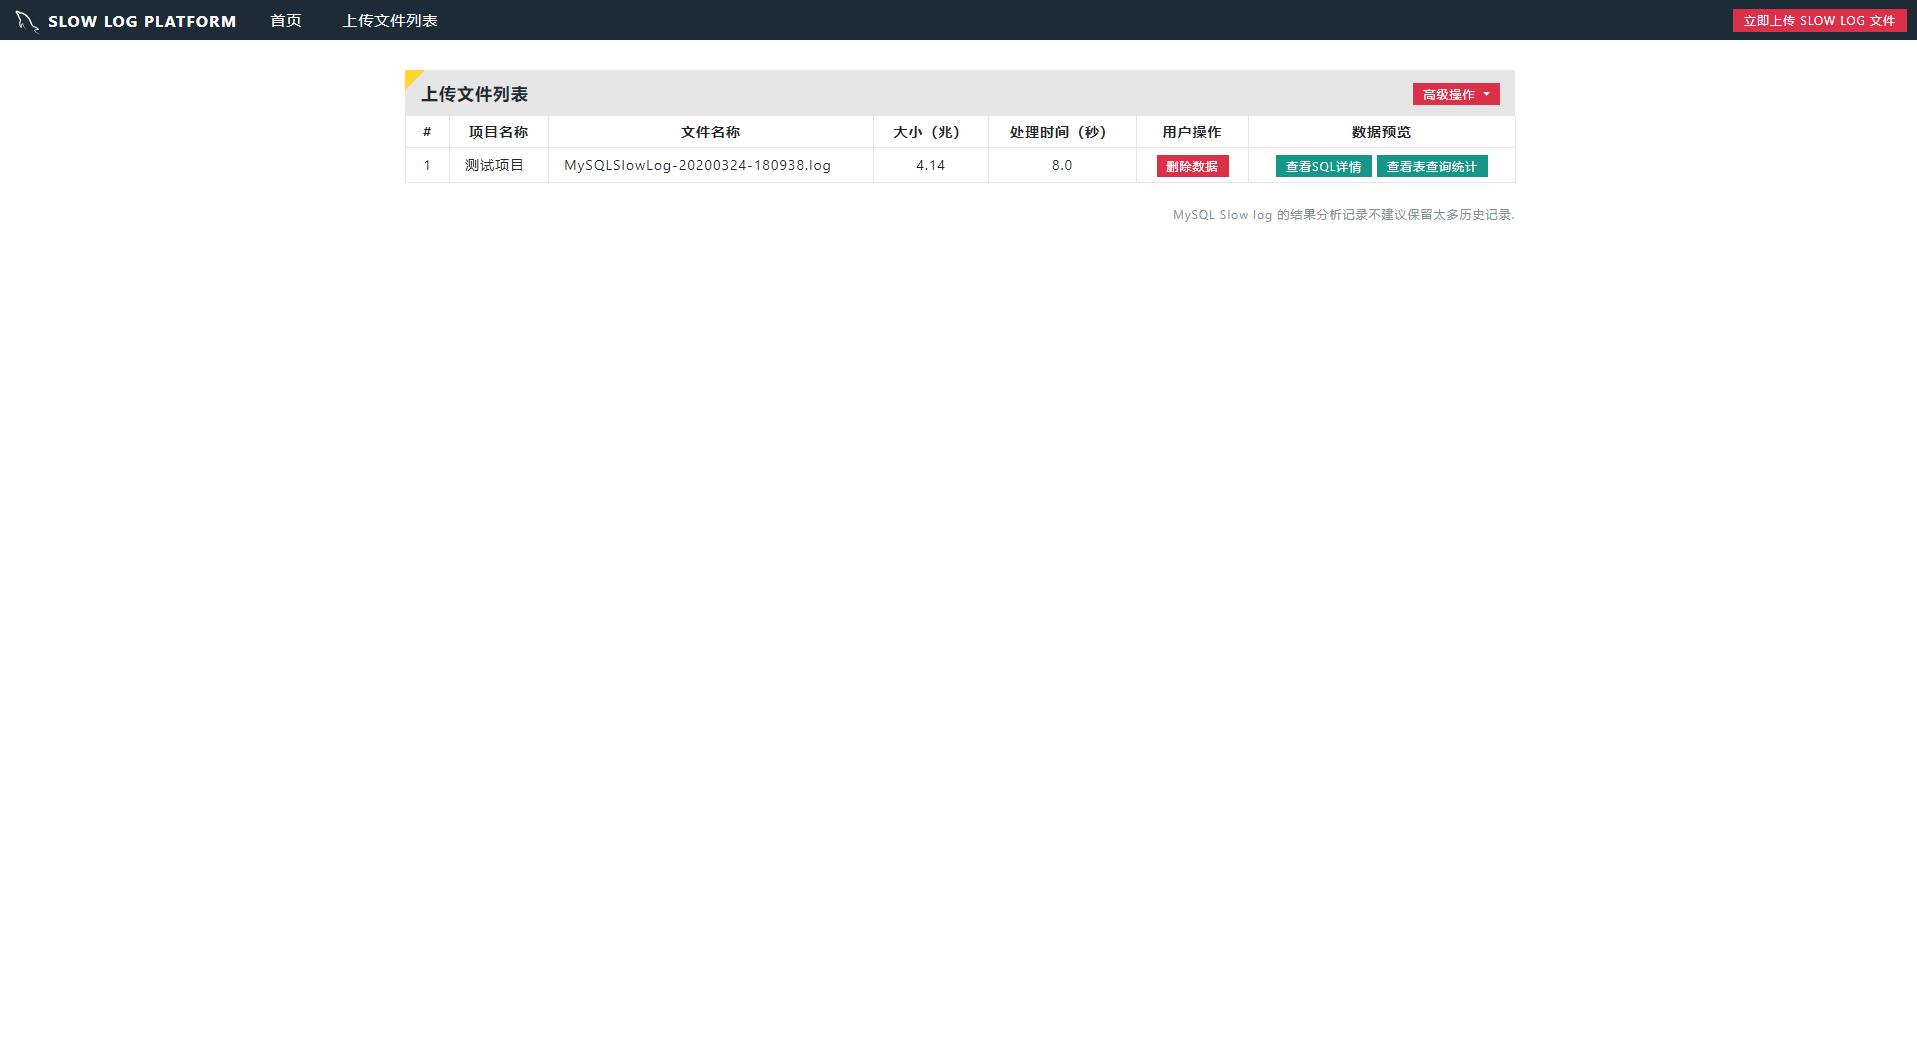 SLOW LOG PLATFORM 首页 上传文件列表 立即上传 SLOW LOG 文件
上传文件列表 高级操作
# 项目名称 文件名称 大小（兆） 处理时间（秒） 用户操作 数据预览
1 测试项目 MySQLSlowLog-20200324-180938.log 4.14 8.0 删除数据 查看SQL详情 查看表查询统计
MySQL Slow log 的结果分析记录不建议保留太多历史记录.